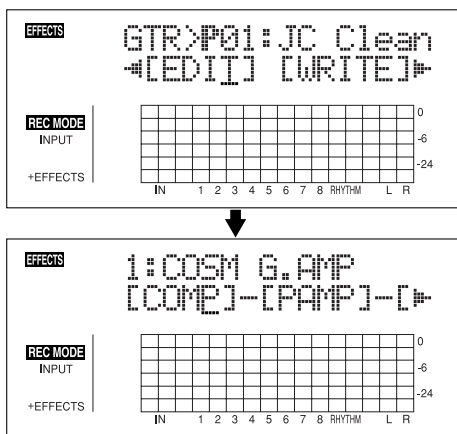 EFFECTS
GTR>P01:JC Clean
◀[EDIT] [WRITE]▶
REC MODE
INPUT
+EFFECTS
0
-6
-24
IN 1 2 3 4 5 6 7 8 RHYTHM L R
EFFECTS
1:COSM G.AMP
[COMP]-[PAMP]-[▶
REC MODE
INPUT
+EFFECTS
0
-6
-24
IN 1 2 3 4 5 6 7 8 RHYTHM L R